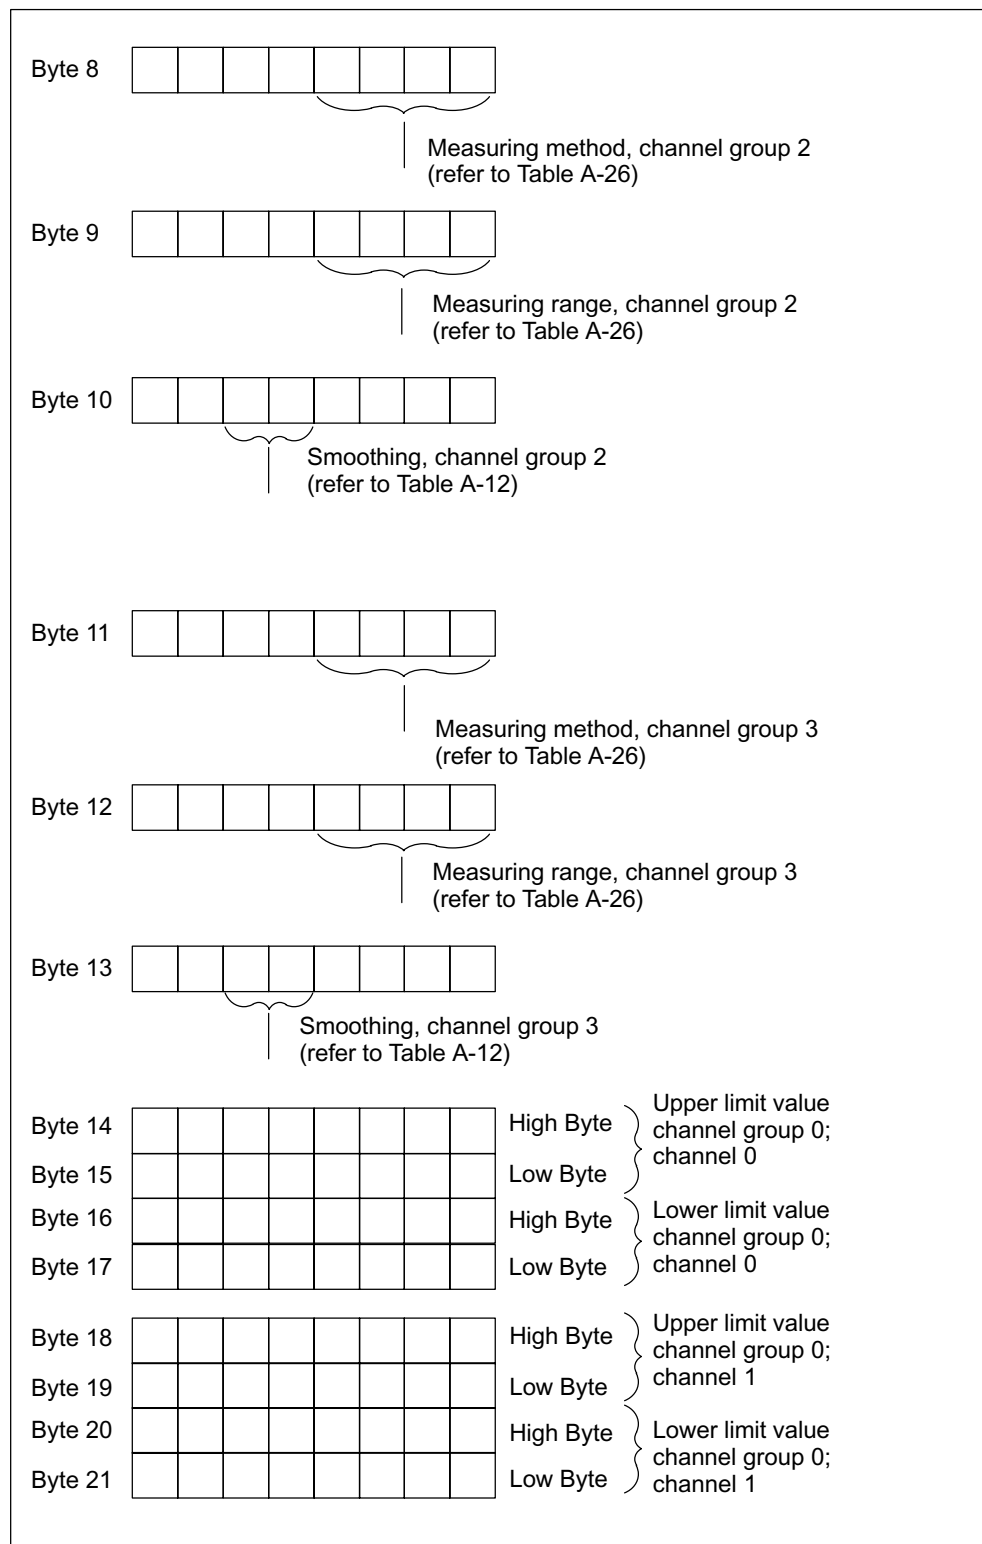 Byte 8
Measuring method, channel group 2
(refer to Table A-26)
Byte 9
Measuring range, channel group 2
(refer to Table A-26)
Byte 10
Smoothing, channel group 2
(refer to Table A-12)
Byte 11
Measuring method, channel group 3
(refer to Table A-26)
Byte 12
Measuring range, channel group 3
(refer to Table A-26)
Byte 13
Smoothing, channel group 3
(refer to Table A-12)
Byte 14
High Byte
Byte 15
Low Byte
Upper limit value
channel group 0;
channel 0
Byte 16
High Byte
Byte 17
Low Byte
Lower limit value
channel group 0;
channel 0
Byte 18
High Byte
Byte 19
Low Byte
Upper limit value
channel group 0;
channel 1
Byte 20
High Byte
Byte 21
Low Byte
Lower limit value
channel group 0;
channel 1